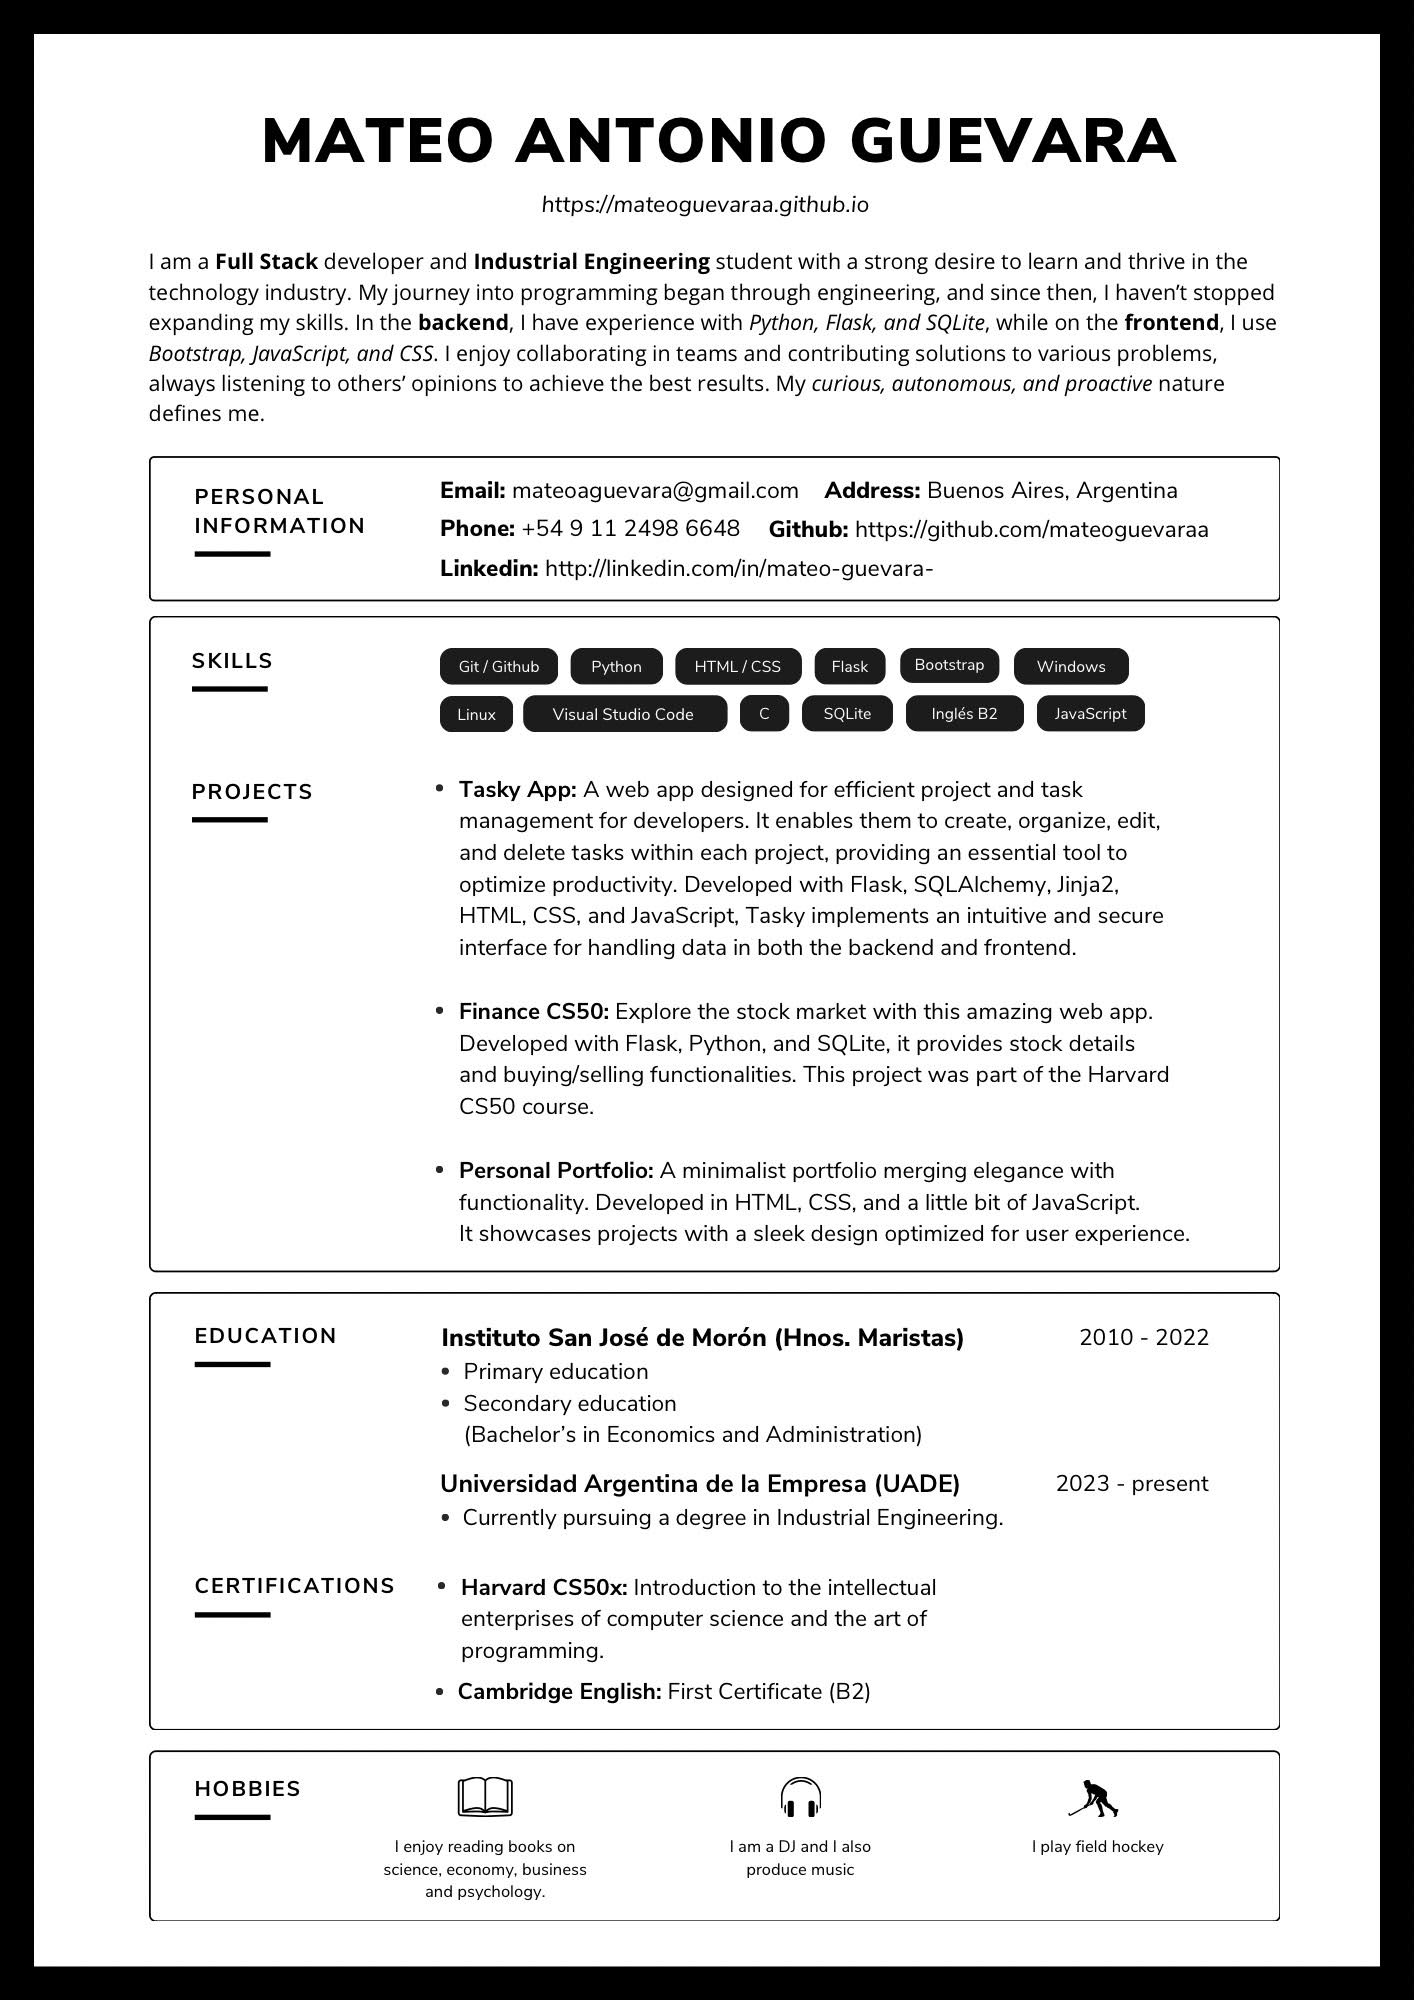 MATEO ANTONIO GUEVARA
https://mateoguevaraa.github.io
I am a Full Stack developer and Industrial Engineering student with a strong desire to learn and thrive in the
technology industry. My journey into programming began through engineering, and since then, I haven’t stopped
expanding my skills. In the backend, I have experience with Python, Flask, and SQLite, while on the frontend, I use
Bootstrap, JavaScript, and CSS. I enjoy collaborating in teams and contributing solutions to various problems,
always listening to others’ opinions to achieve the best results. My curious, autonomous, and proactive nature
defines me.
PERSONAL
INFORMATION
Email: mateoaguevara@gmail.com Address: Buenos Aires, Argentina
Phone: +54 9 11 2498 6648 Github: https://github.com/mateoguevaraa
Linkedin: http://linkedin.com/in/mateo-guevara-
SKILLS
Git / Github Python HTML / CSS Flask Bootstrap Windows
Linux Visual Studio Code C SQLite Inglés B2 JavaScript
PROJECTS
• Tasky App: A web app designed for efficient project and task
management for developers. It enables them to create, organize, edit,
and delete tasks within each project, providing an essential tool to
optimize productivity. Developed with Flask, SQLAlchemy, Jinja2,
HTML, CSS, and JavaScript, Tasky implements an intuitive and secure
interface for handling data in both the backend and frontend.
• Finance CS50: Explore the stock market with this amazing web app.
Developed with Flask, Python, and SQLite, it provides stock details
and buying/selling functionalities. This project was part of the Harvard
CS50 course.
• Personal Portfolio: A minimalist portfolio merging elegance with
functionality. Developed in HTML, CSS, and a little bit of JavaScript.
It showcases projects with a sleek design optimized for user experience.
EDUCATION
Instituto San José de Morón (Hnos. Maristas) 2010 - 2022
• Primary education
• Secondary education
(Bachelor’s in Economics and Administration)
Universidad Argentina de la Empresa (UADE) 2023 - present
• Currently pursuing a degree in Industrial Engineering.
CERTIFICATIONS
• Harvard CS50x: Introduction to the intellectual
enterprises of computer science and the art of
programming.
• Cambridge English: First Certificate (B2)
HOBBIES
I enjoy reading books on
science, economy, business
and psychology.
I am a DJ and I also
produce music
I play field hockey